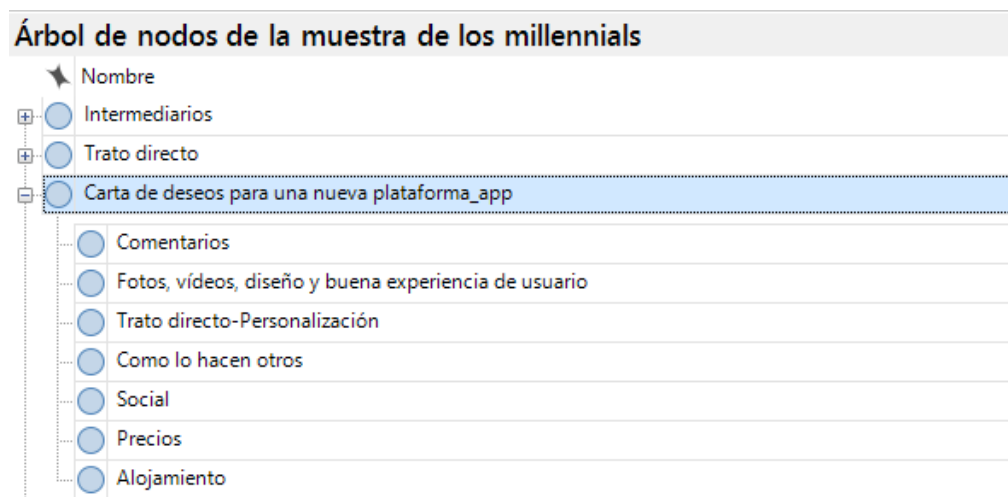 Árbol de nodos de la muestra de los millennials
Nombre
Intermediarios
Trato directo
Carta de deseos para una nueva plataforma_app
Comentarios
Fotos, vídeos, diseño y buena experiencia de usuario
Trato directo-Personalización
Como lo hacen otros
Social
Precios
Alojamiento